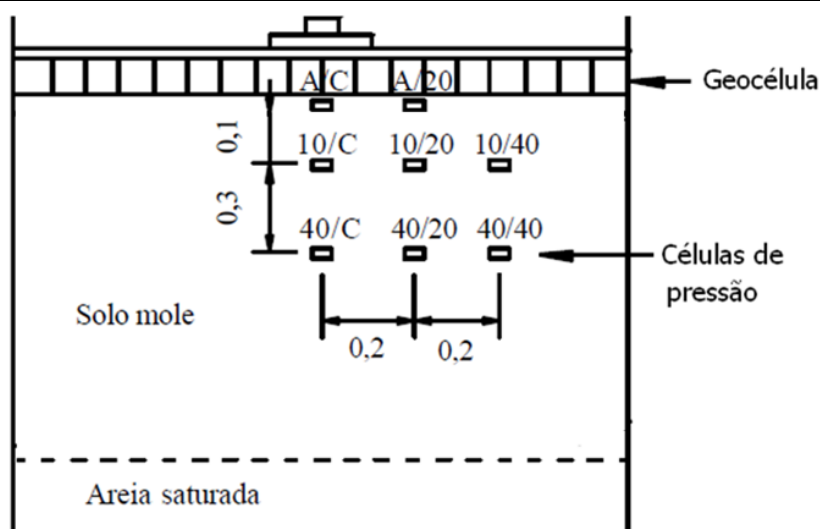 A/C A/20
Geocélula
0,1
10/C 10/20 10/40
0,3
40/C 40/20 40/40
Células de
pressão
Solo mole
0,2 0,2
Areia saturada